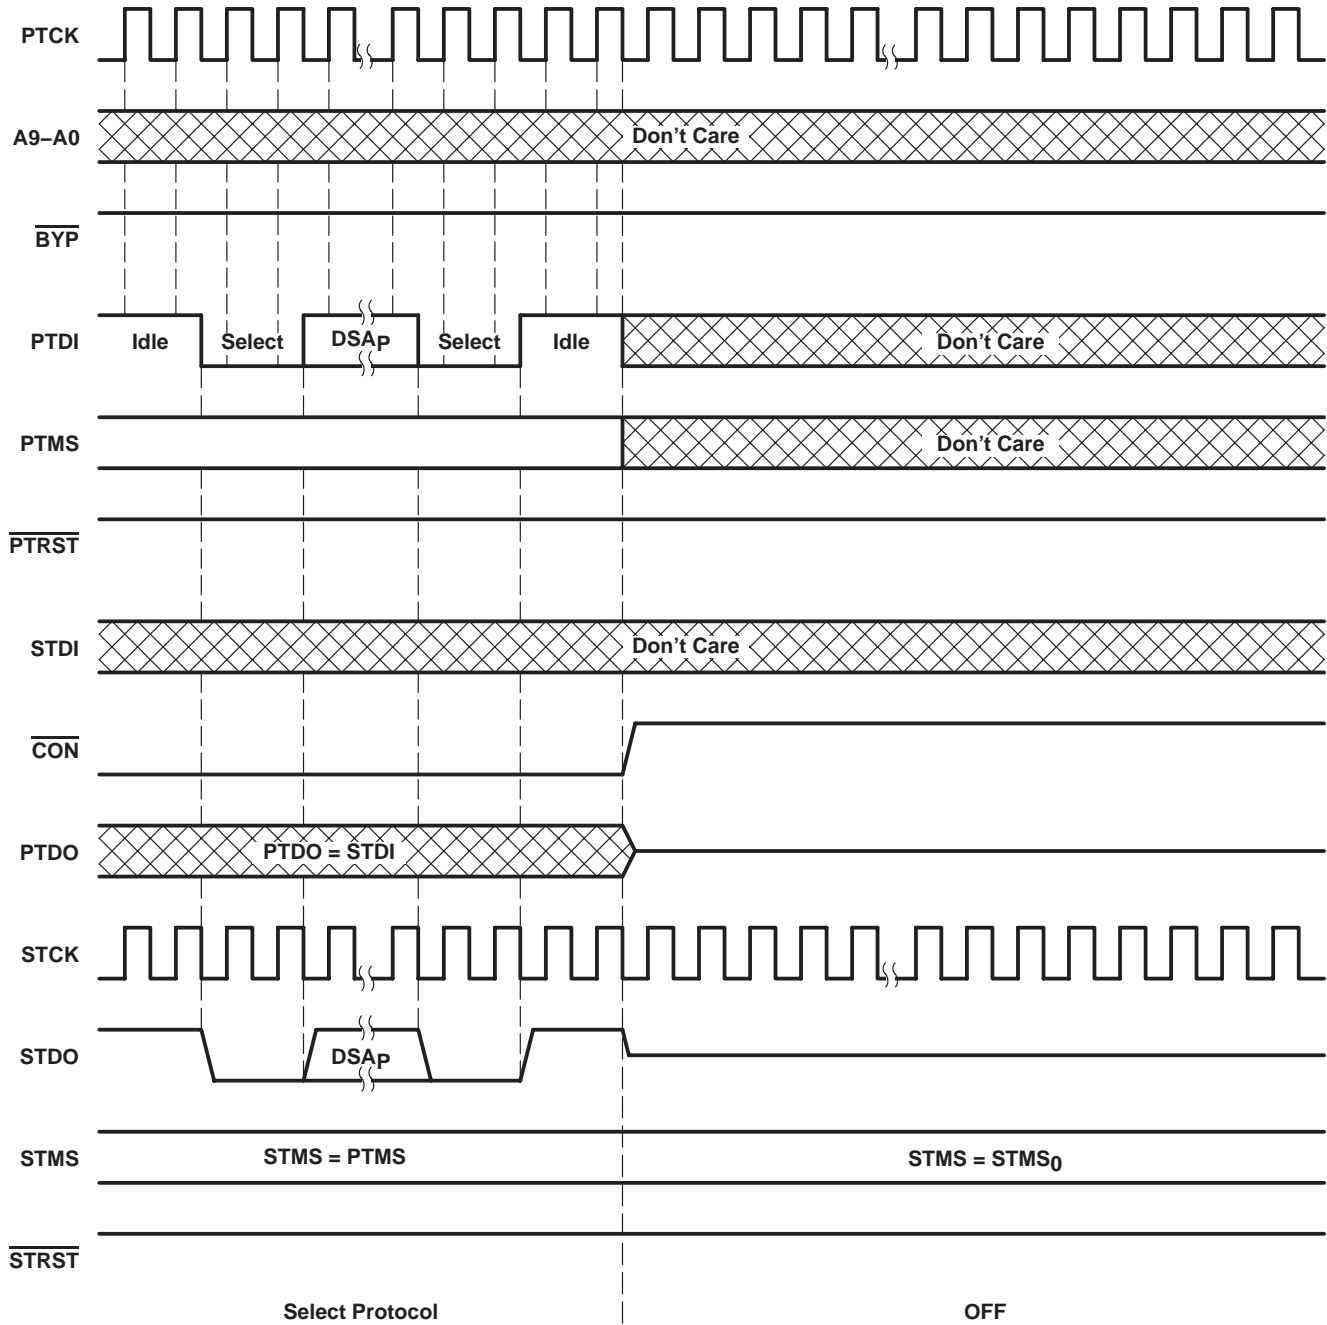 PTCK
A9–A0
Don't Care
BYP
PTDI
Idle
Select
DSAP
Select
Idle
Don't Care
PTMS
Don't Care
PTRST
STDI
Don't Care
CON
PTDO
PTDO = STDI
STCK
STDO
DSAP
STMS
STMS = PTMS
STMS = STMS0
STRST
Select Protocol
OFF